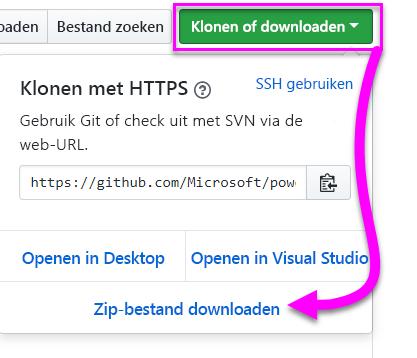 oaden Bestand zoeken Klonen of downloaden
Klonen met HTTPS ? SSH gebruiken
Gebruik Git of check uit met SVN via de
web-URL.
https://github.com/Microsoft/powe
Openen in Desktop Openen in Visual Studio
Zip-bestand downloaden